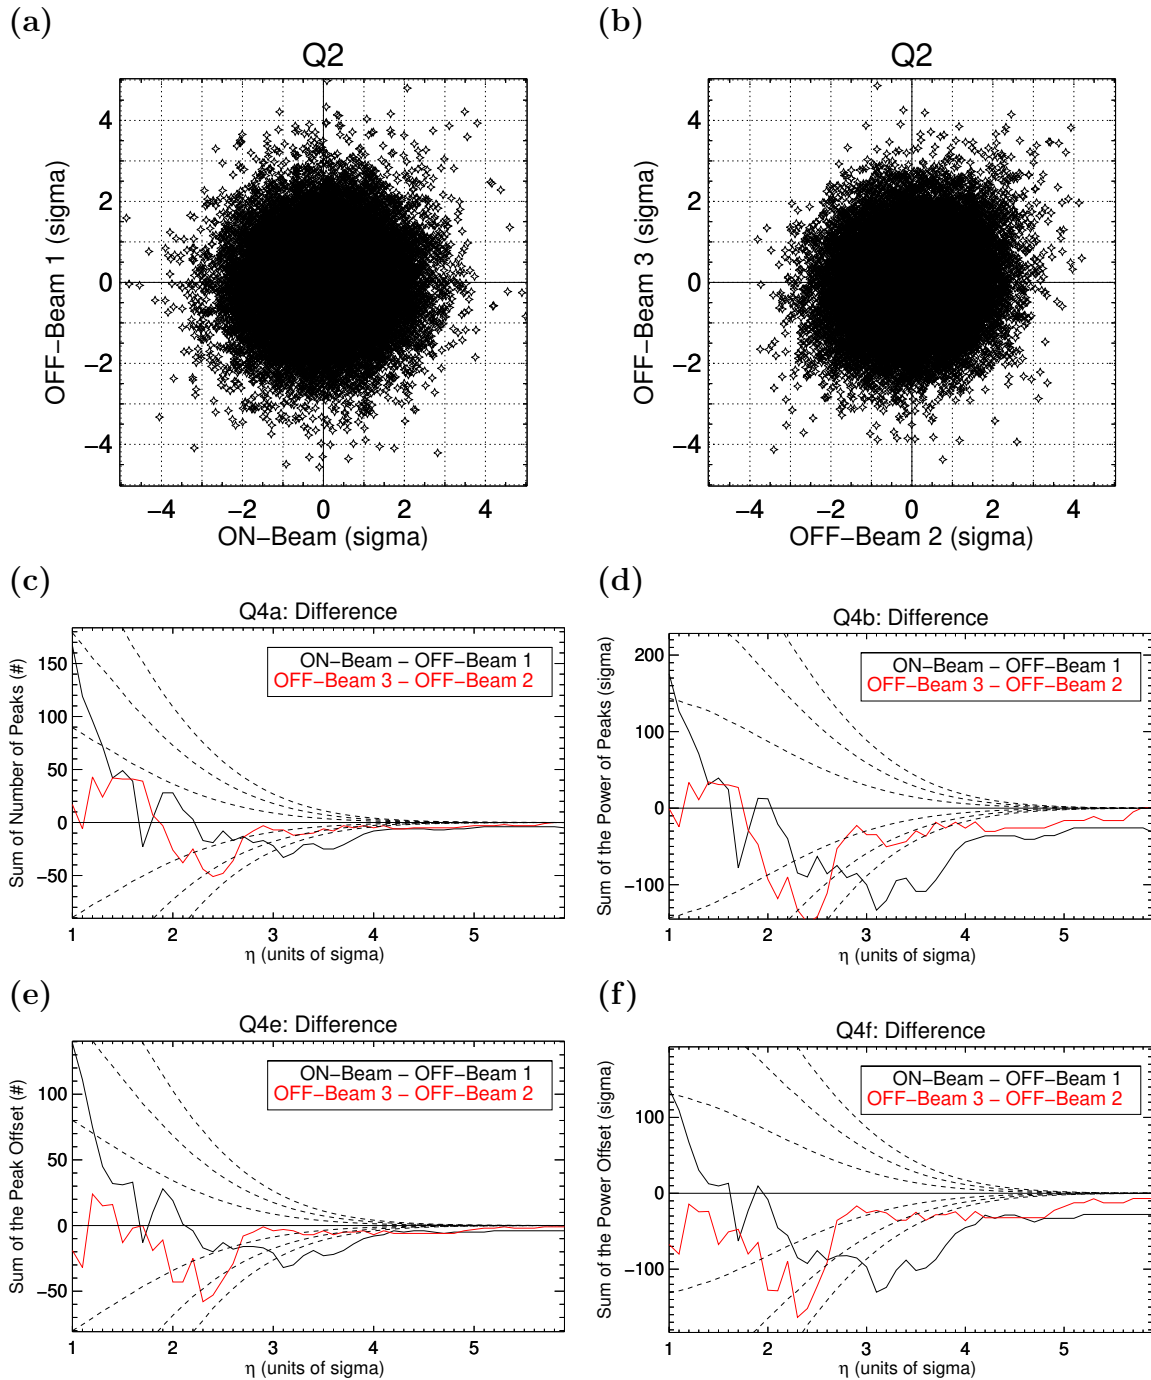 (a)
Q2
OFF-Beam 1 (sigma)
4
2
0
-2
-4
-4 -2 0 2 4
ON-Beam (sigma)
(b)
Q2
OFF-Beam 3 (sigma)
4
2
0
-2
-4
-4 -2 0 2 4
OFF-Beam 2 (sigma)
(c)
Q4a: Difference
ON-Beam - OFF-Beam 1
OFF-Beam 3 - OFF-Beam 2
Sum of Number of Peaks (#)
150
100
50
0
-50
1 2 3 4 5
η (units of sigma)
(d)
Q4b: Difference
ON-Beam - OFF-Beam 1
OFF-Beam 3 - OFF-Beam 2
Sum of the Power of Peaks (sigma)
200
100
0
-100
1 2 3 4 5
η (units of sigma)
(e)
Q4e: Difference
ON-Beam - OFF-Beam 1
OFF-Beam 3 - OFF-Beam 2
Sum of the Peak Offset (#)
100
50
0
-50
1 2 3 4 5
η (units of sigma)
(f)
Q4f: Difference
ON-Beam - OFF-Beam 1
OFF-Beam 3 - OFF-Beam 2
Sum of the Power Offset (sigma)
100
0
-100
1 2 3 4 5
η (units of sigma)